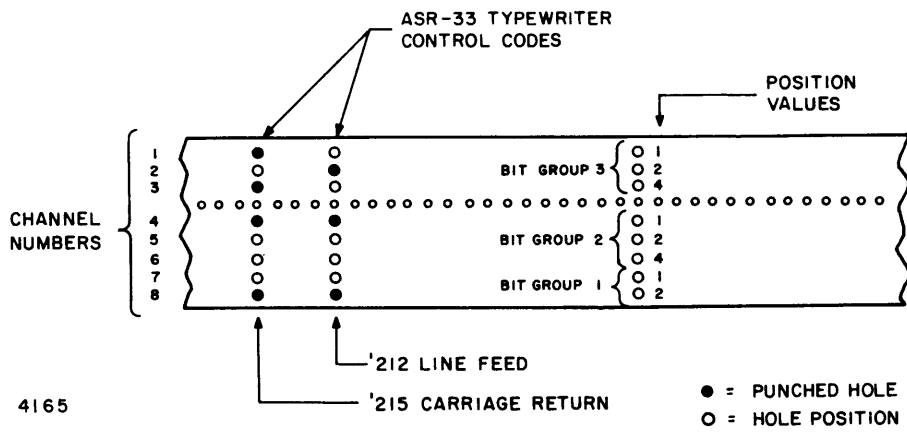 ASR-33 TYPEWRITER
CONTROL CODES
POSITION
VALUES
CHANNEL
NUMBERS
1
2
3
4
5
6
7
8
BIT GROUP 3
1
2
4
BIT GROUP 2
1
2
4
BIT GROUP 1
1
2
'212 LINE FEED
'215 CARRIAGE RETURN
4165
● = PUNCHED HOLE
○ = HOLE POSITION